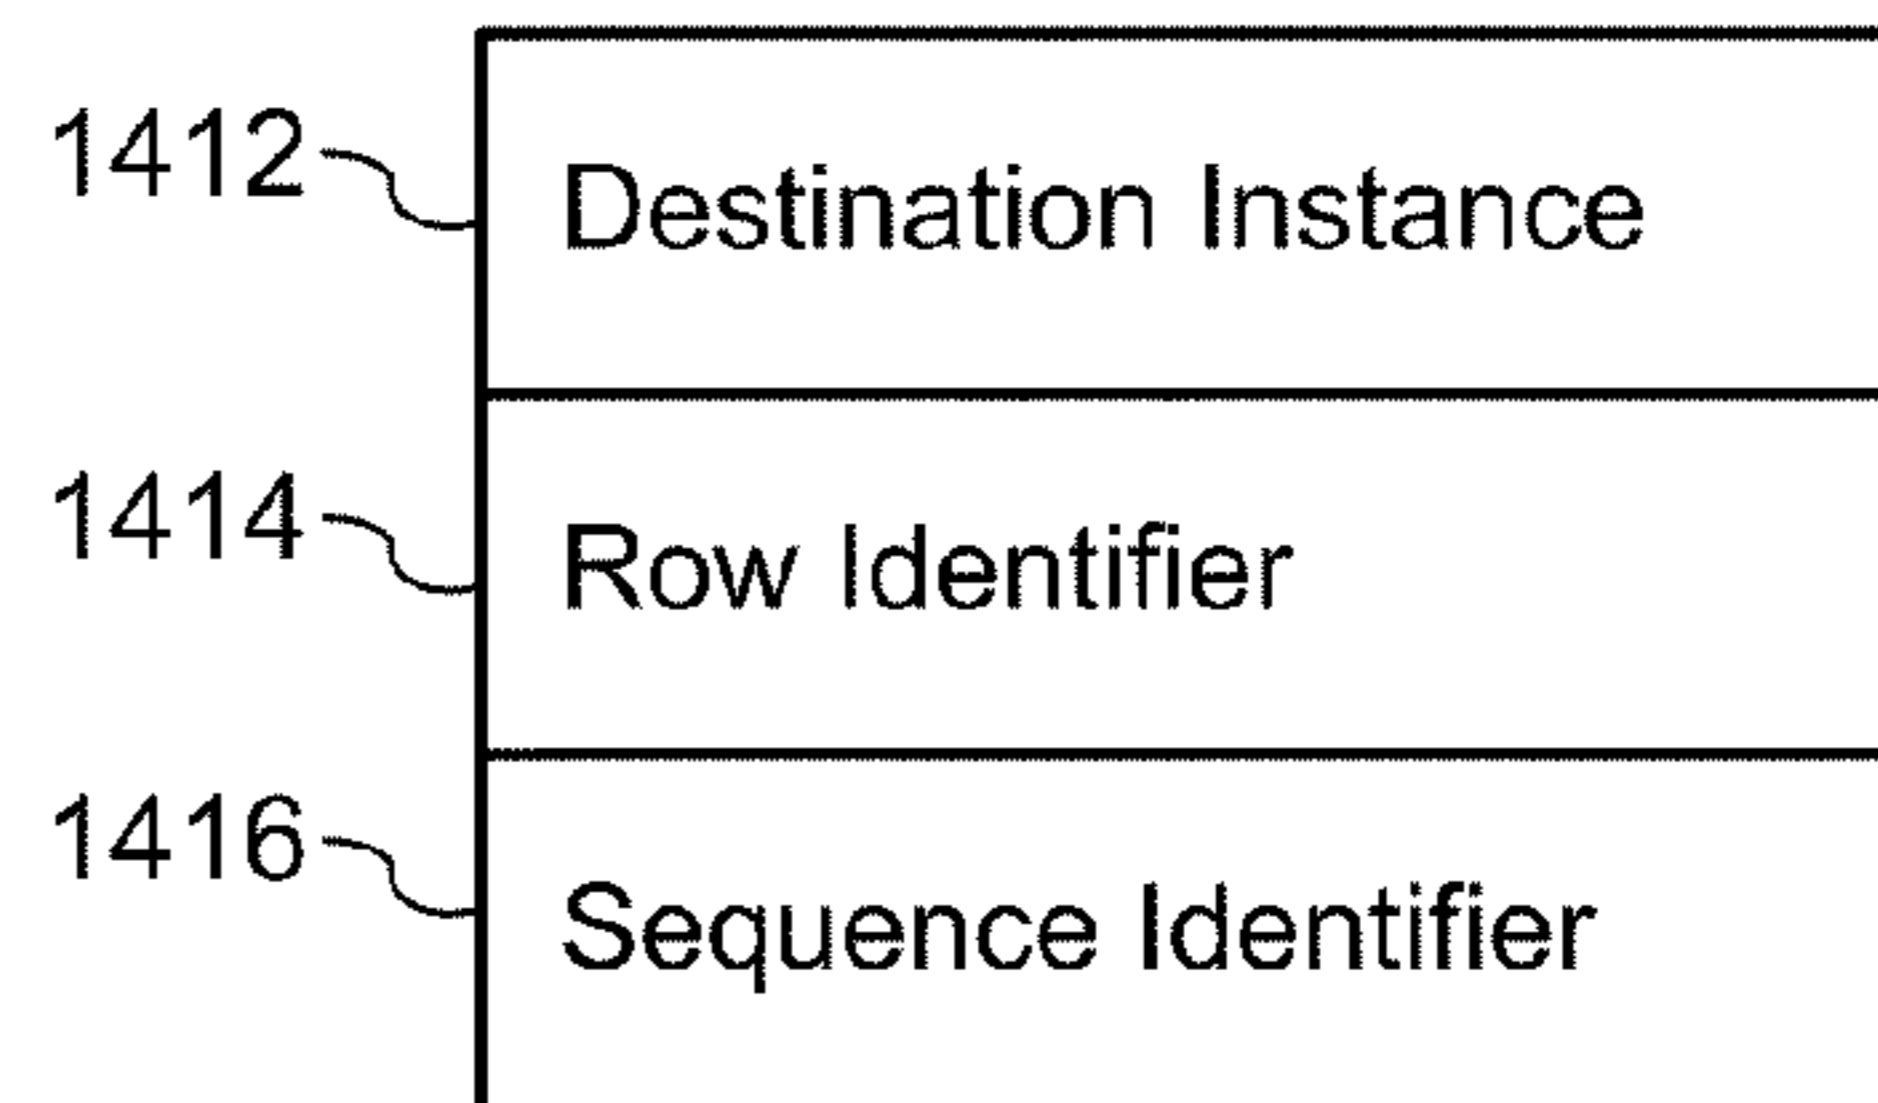 1412
Destination Instance
1414
Row Identifier
1416
Sequence Identifier